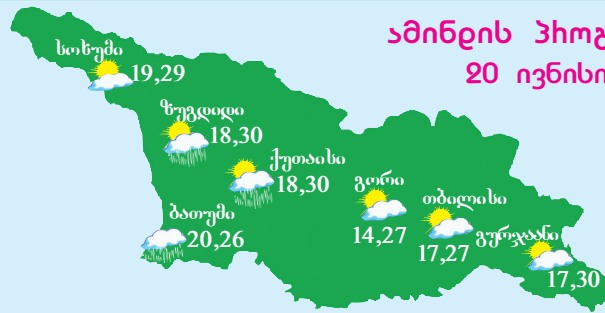 ამინდის პროგ
20 ივნისი
სოხუმი
19,29
ზუგდიდი
18,30
ქუთაისი
18,30
გორი
14,27
თბილისი
17,27
ბათუმი
20,26
გურჯაანი
17,30